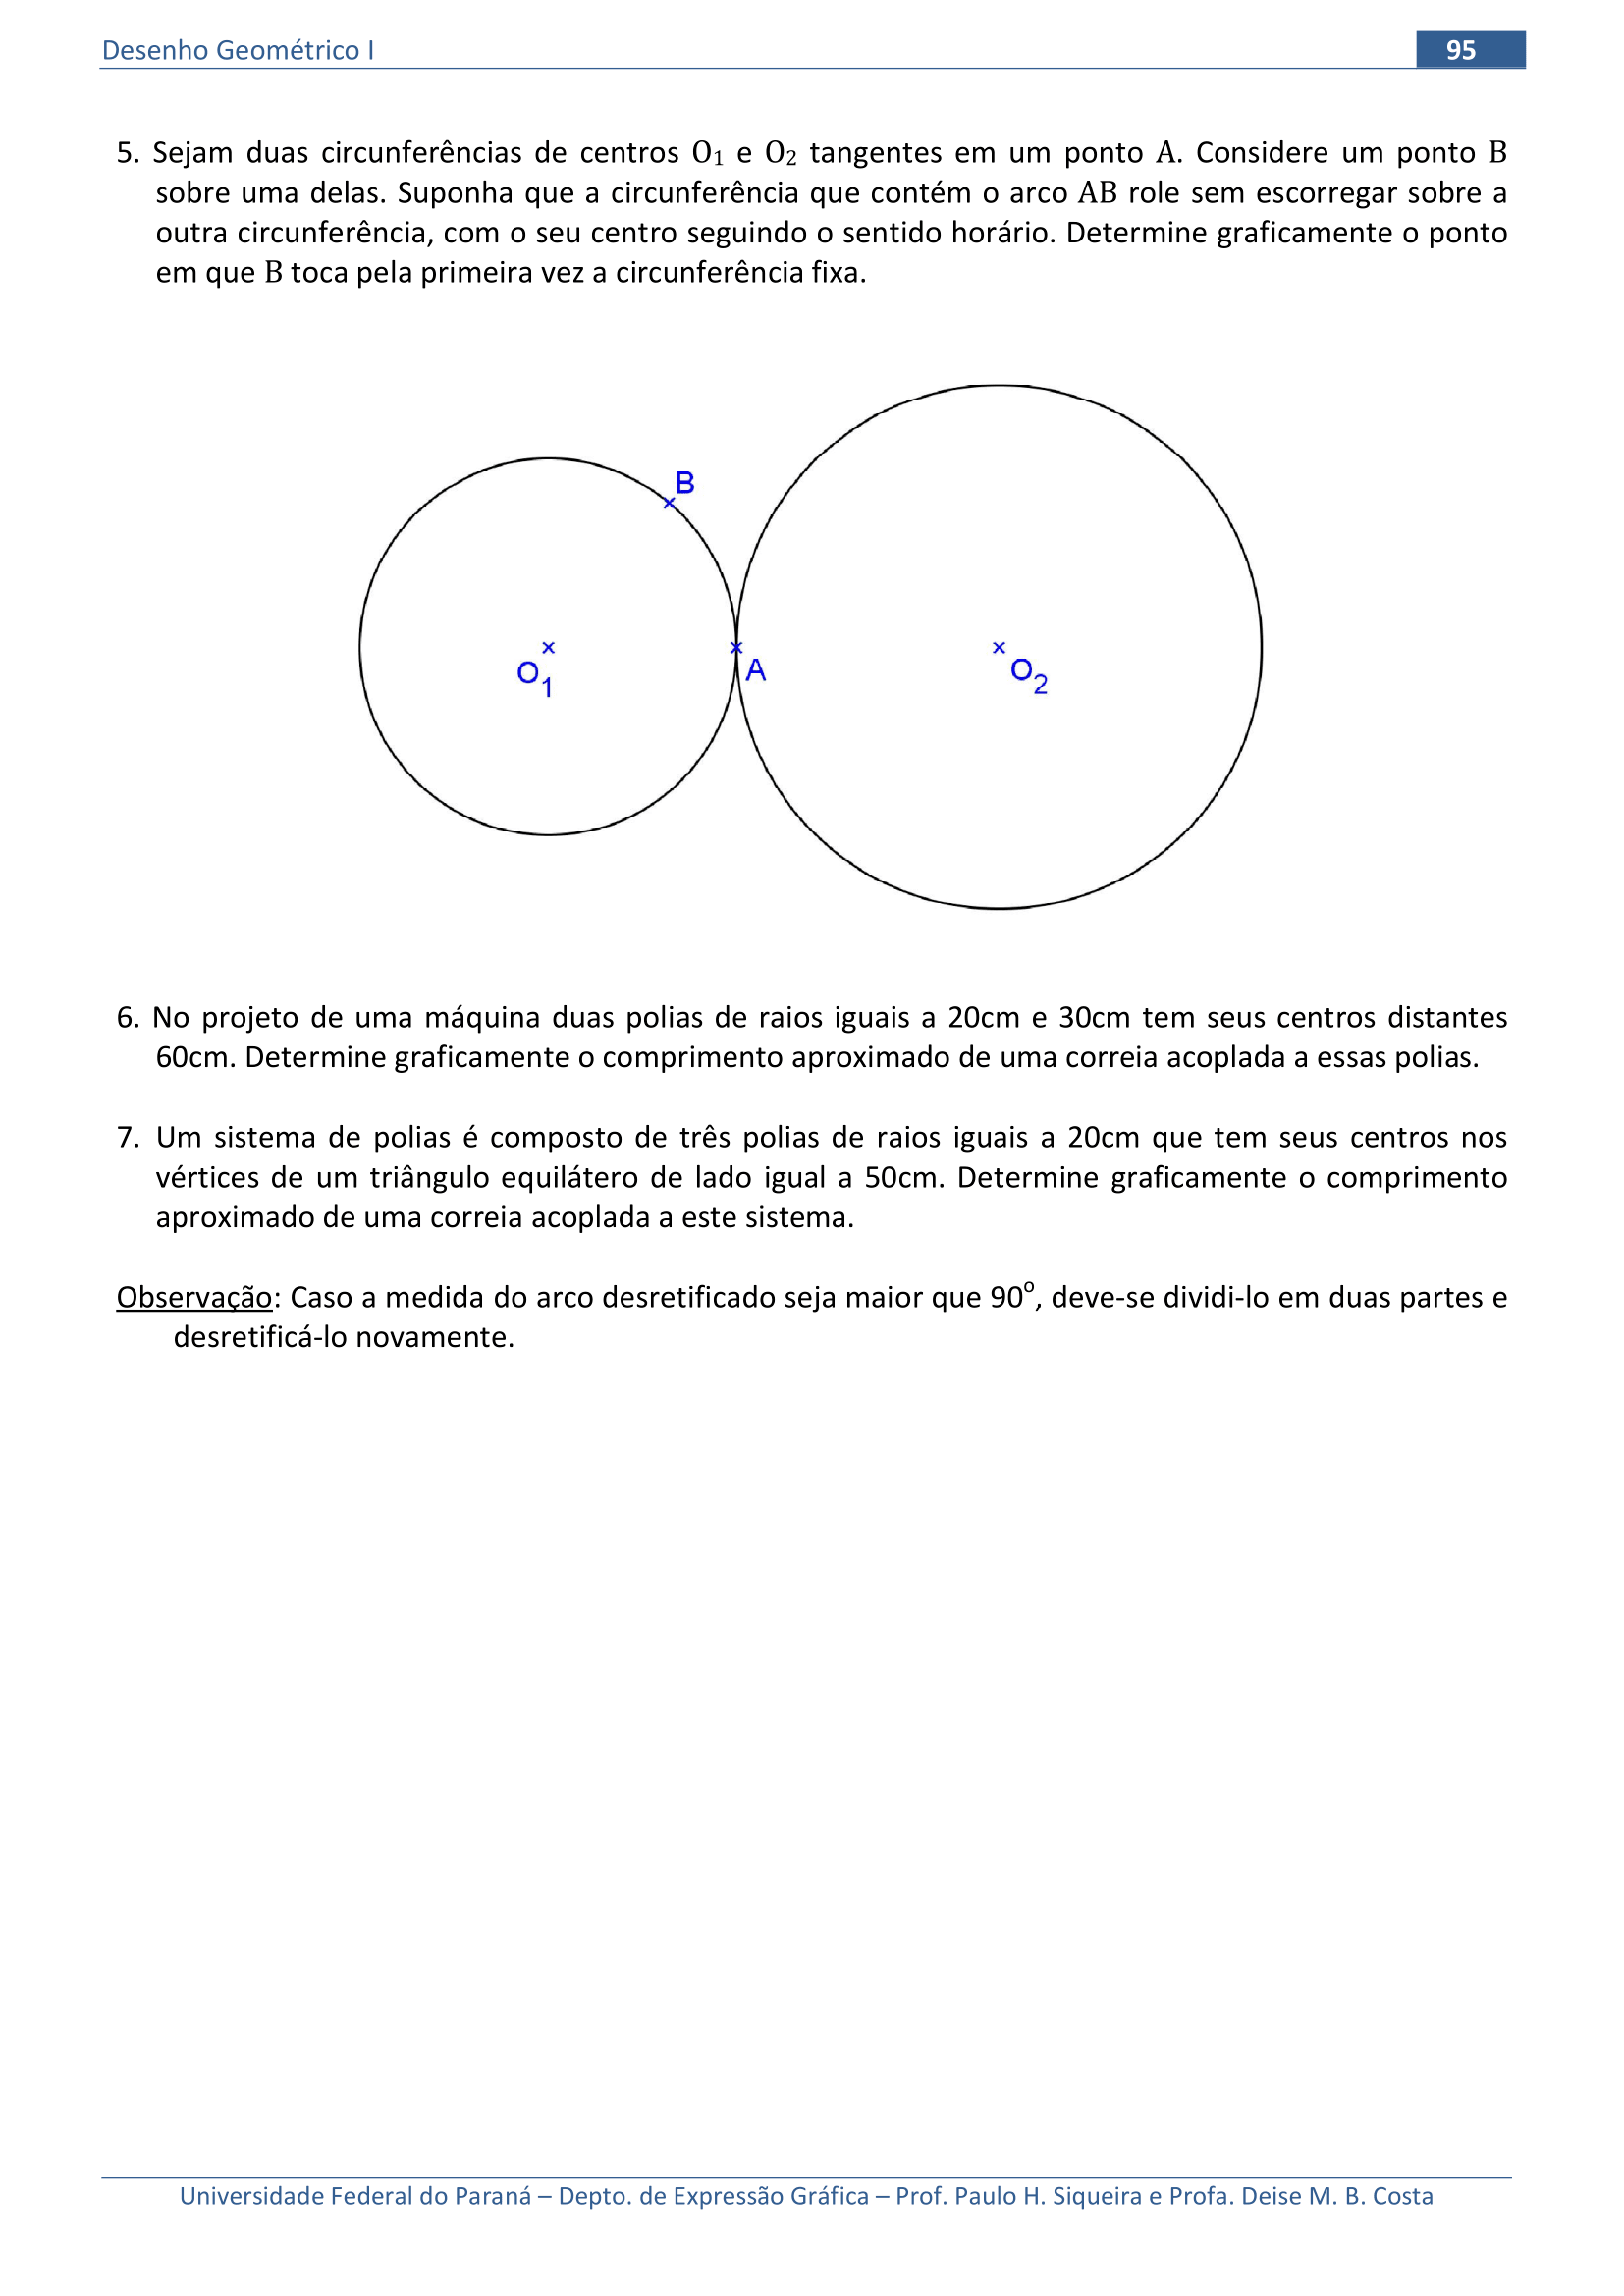 Desenho Geométrico I
95
5. Sejam duas circunferências de centros O₁ e O₂ tangentes em um ponto A. Considere um ponto B
sobre uma delas. Suponha que a circunferência que contém o arco AB role sem escorregar sobre a
outra circunferência, com o seu centro seguindo o sentido horário. Determine graficamente o ponto
em que B toca pela primeira vez a circunferência fixa.
B
O₁
A
O₂
6. No projeto de uma máquina duas polias de raios iguais a 20cm e 30cm tem seus centros distantes
60cm. Determine graficamente o comprimento aproximado de uma correia acoplada a essas polias.
7. Um sistema de polias é composto de três polias de raios iguais a 20cm que tem seus centros nos
vértices de um triângulo equilátero de lado igual a 50cm. Determine graficamente o comprimento
aproximado de uma correia acoplada a este sistema.
Observação: Caso a medida do arco desretificado seja maior que 90º, deve-se dividi-lo em duas partes e
desretificá-lo novamente.
Universidade Federal do Paraná – Depto. de Expressão Gráfica – Prof. Paulo H. Siqueira e Profa. Deise M. B. Costa